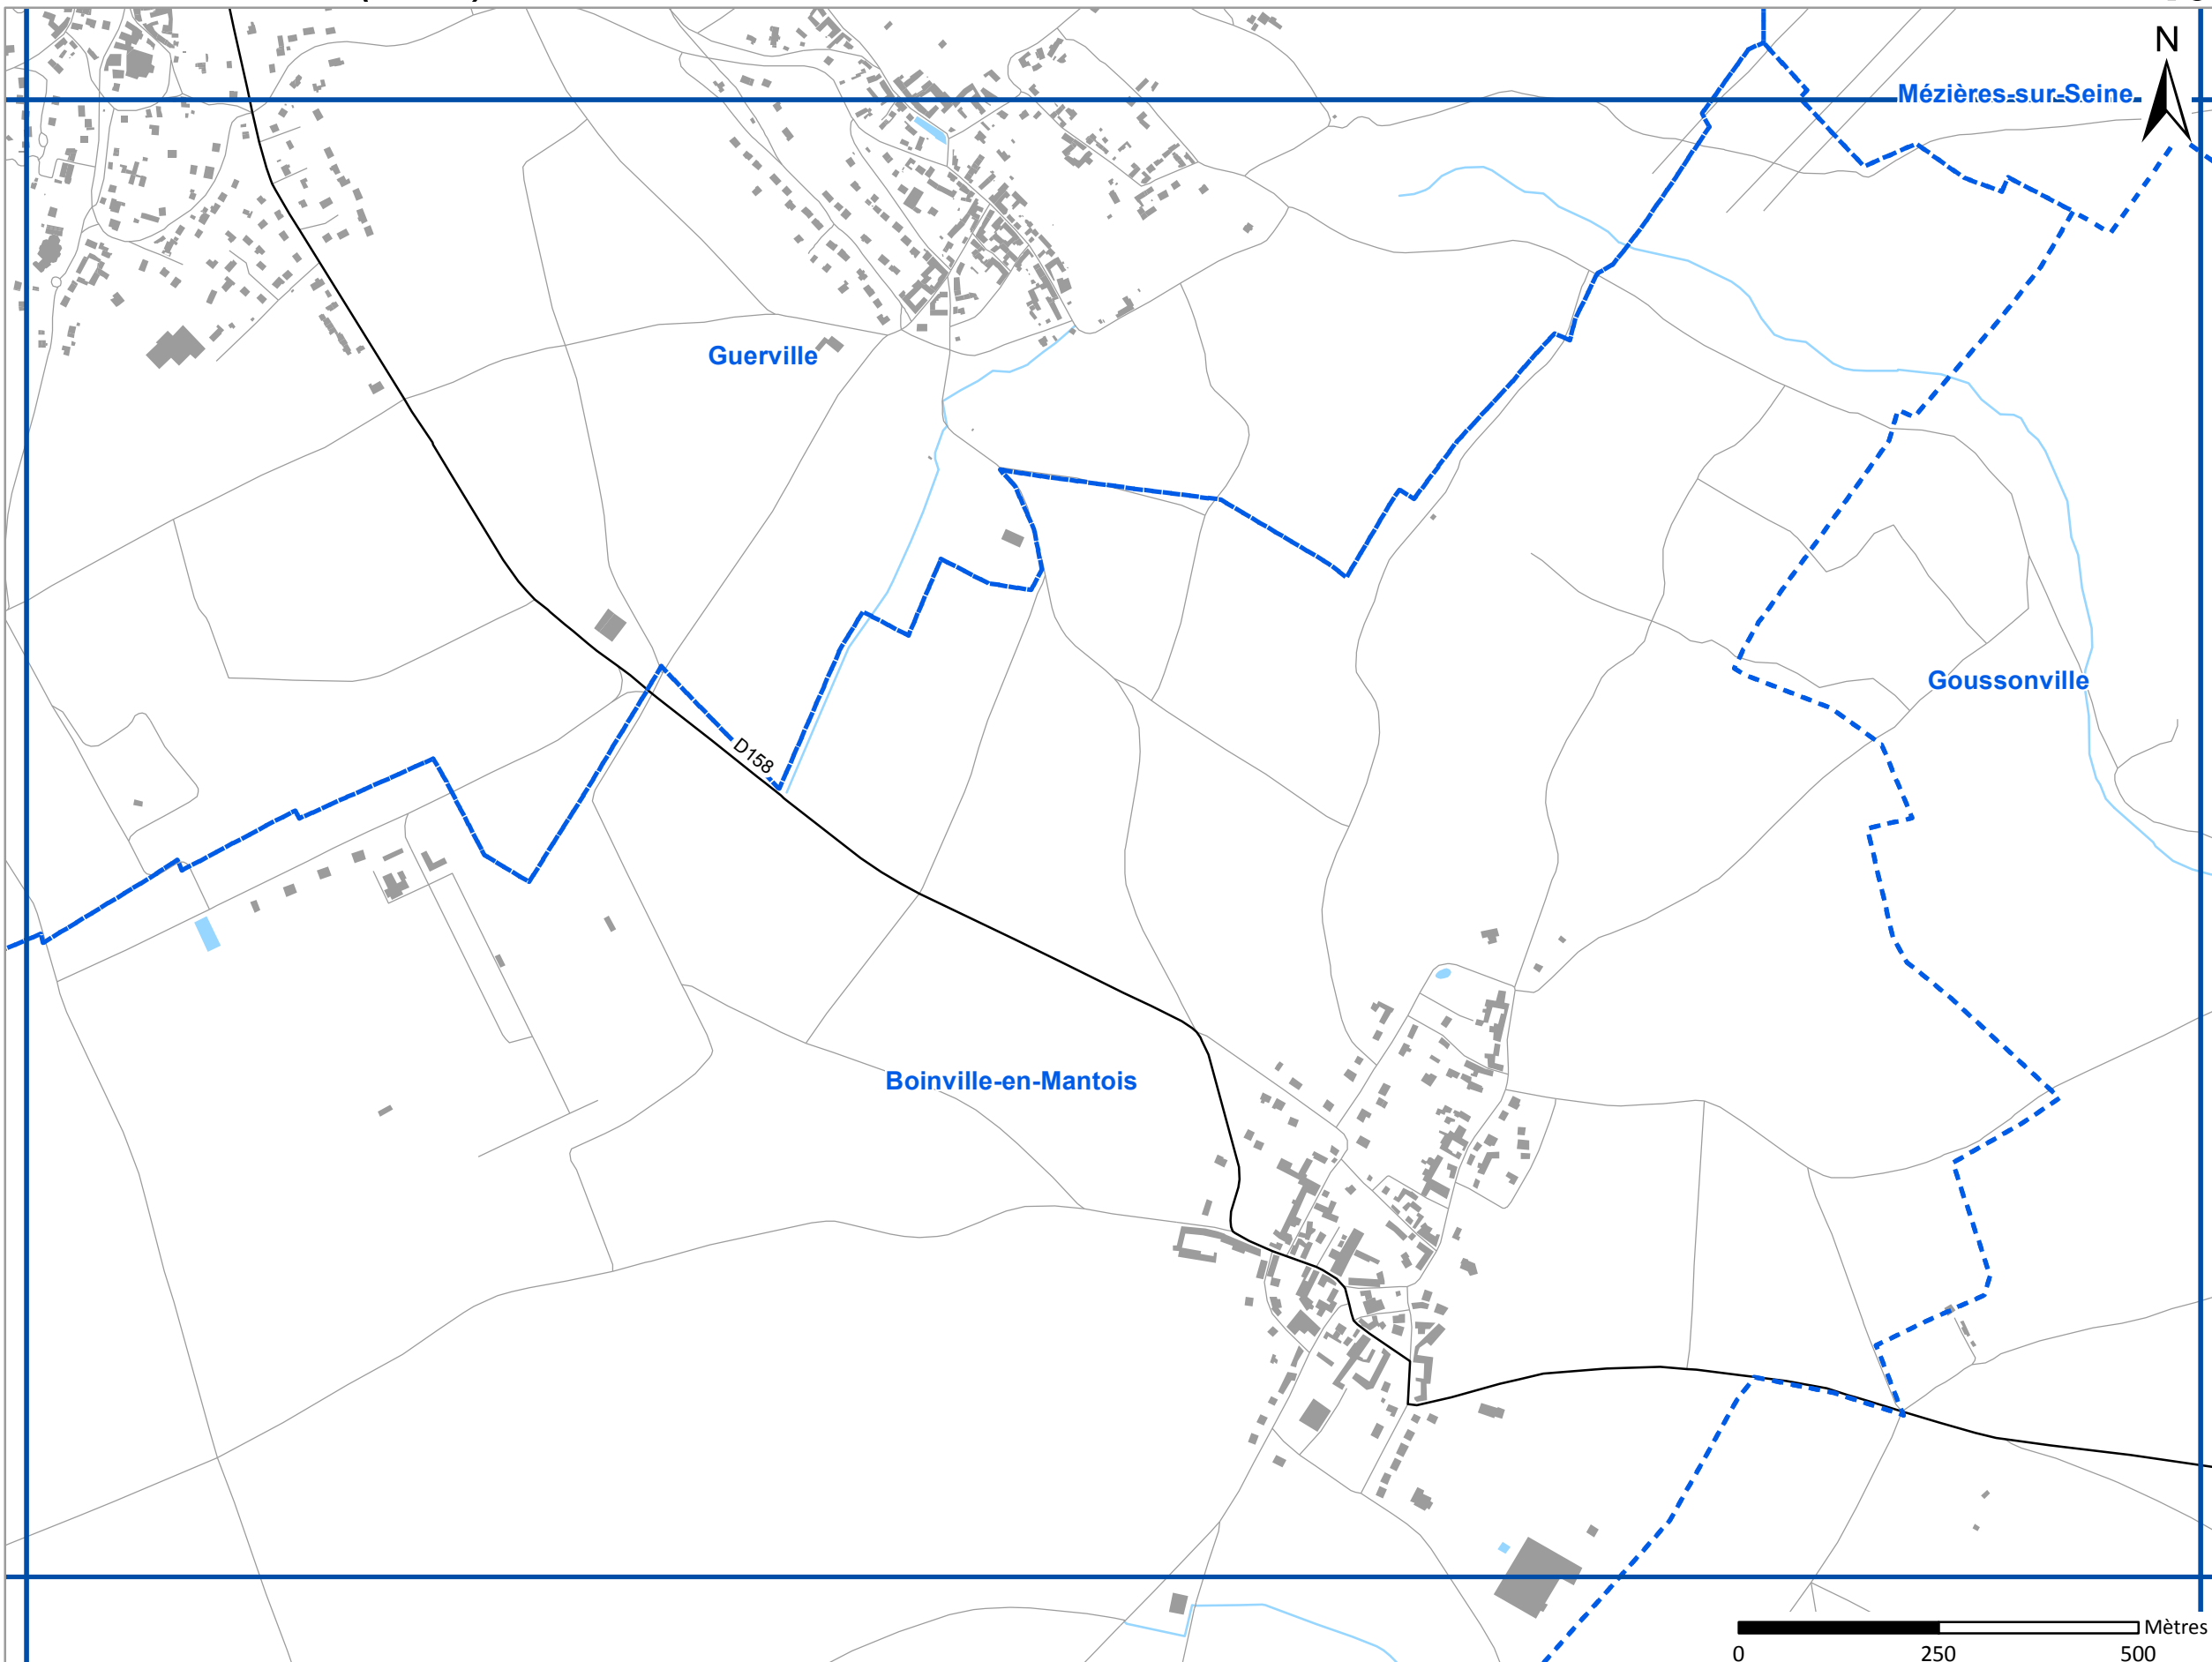 N
Mézières-sur-Seine
Guerville
Goussonville
D158
Boinville-en-Mantois
Mètres
0 250 500